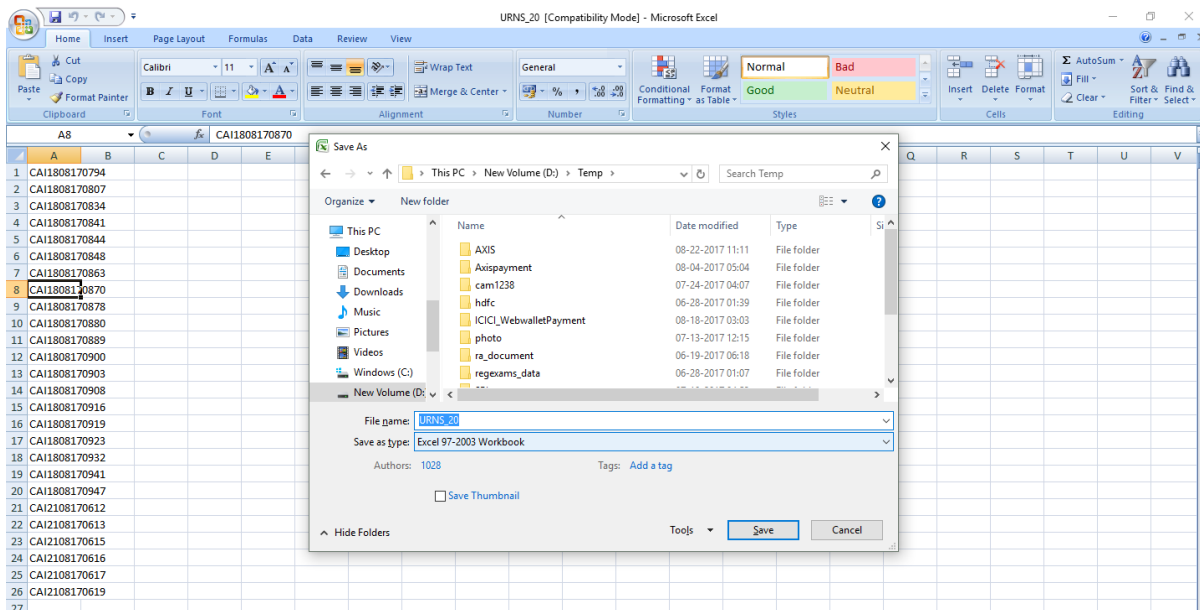 URNS_20 [Compatibility Mode] - Microsoft Excel
Home Insert Page Layout Formulas Data Review View
Paste
Cut
Copy
Format Painter
Clipboard
Calibri 11 A A
B I U A
Font
Wrap Text
Merge & Center
Alignment
General
% ,
Number
Conditional Formatting
Format as Table
Normal Bad
Good Neutral
Styles
Insert Delete Format
Cells
Σ AutoSum
Fill
Clear
Sort & Filter
Find & Select
Editing
A8 fx CAI1808170870
A B C D E Q R S T U V
1 CAI1808170794
2 CAI1808170807
3 CAI1808170834
4 CAI1808170841
5 CAI1808170844
6 CAI1808170848
7 CAI1808170863
8 CAI1808170870
9 CAI1808170878
10 CAI1808170880
11 CAI1808170889
12 CAI1808170900
13 CAI1808170903
14 CAI1808170908
15 CAI1808170916
16 CAI1808170919
17 CAI1808170923
18 CAI1808170932
19 CAI1808170941
20 CAI1808170947
21 CAI2108170612
22 CAI2108170613
23 CAI2108170615
24 CAI2108170616
25 CAI2108170617
26 CAI2108170619
27
Save As
This PC > New Volume (D:) > Temp >
Search Temp
Organize New folder
This PC
Desktop
Documents
Downloads
Music
Pictures
Videos
Windows (C:)
New Volume (D:
Name Date modified Type Si
AXIS 08-22-2017 11:11 File folder
Axispayment 08-04-2017 05:04 File folder
cam1238 07-24-2017 04:07 File folder
hdfc 06-28-2017 01:39 File folder
ICICI_WebwalletPayment 08-18-2017 03:03 File folder
photo 07-13-2017 12:15 File folder
ra_document 06-19-2017 06:18 File folder
regexams_data 06-28-2017 01:07 File folder
File name: URNS_20
Save as type: Excel 97-2003 Workbook
Authors: 1028 Tags: Add a tag
Save Thumbnail
Hide Folders Tools Save Cancel